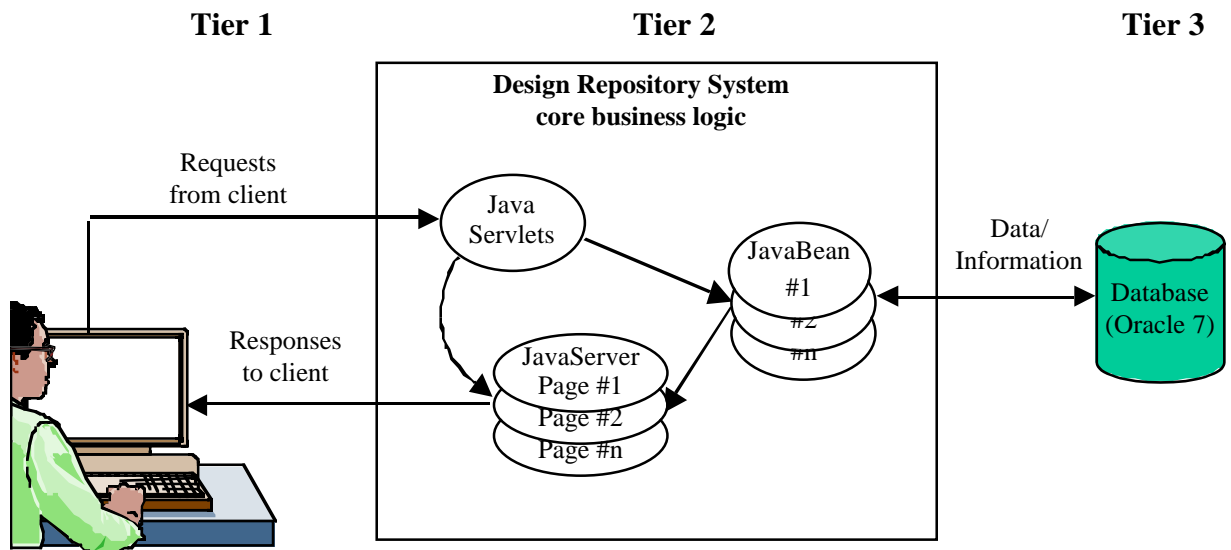 Tier 1
Tier 2
Tier 3
Design Repository System
core business logic
Requests
from client
Java
Servlets
JavaBean
#1
#2
#n
Data/
Information
Database
(Oracle 7)
Responses
to client
JavaServer
Page #1
Page #2
Page #n